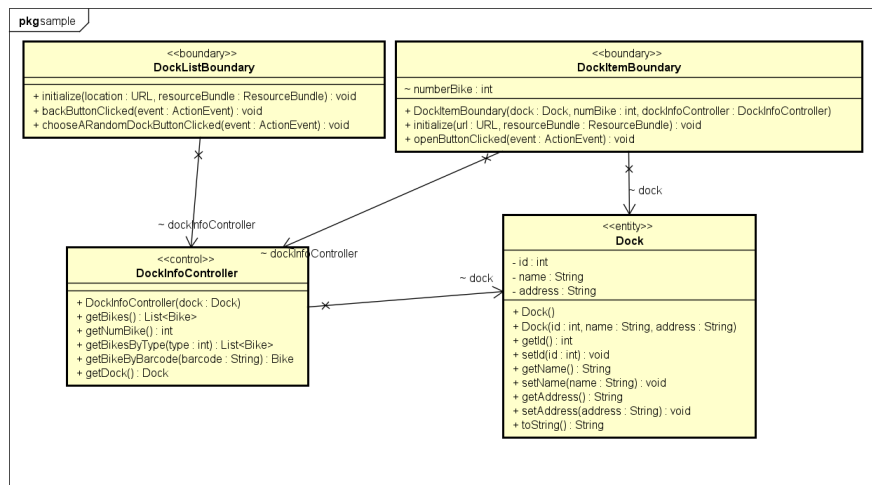 pkg sample
<<boundary>>
DockListBoundary
+ initialize(location : URL, resourceBundle : ResourceBundle) : void
+ backButtonClicked(event : ActionEvent) : void
+ chooseARandomDockButtonClicked(event : ActionEvent) : void
<<boundary>>
DockItemBoundary
~ numberBike : int
+ DockItemBoundary(dock : Dock, numBike : int, dockInfoController : DockInfoController)
+ initialize(url : URL, resourceBundle : ResourceBundle) : void
+ openButtonClicked(event : ActionEvent) : void
~ dock
~ dockInfoController
~ dockInfoController
<<control>>
DockInfoController
+ DockInfoController(dock : Dock)
+ getBikes() : List<Bike>
+ getNumBike() : int
+ getBikesByType(type : int) : List<Bike>
+ getBikeByBarcode(barcode : String) : Bike
+ getDock() : Dock
~ dock
<<entity>>
Dock
- id : int
- name : String
- address : String
+ Dock()
+ Dock(id : int, name : String, address : String)
+ getId() : int
+ setId(id : int) : void
+ getName() : String
+ setName(name : String) : void
+ getAddress() : String
+ setAddress(address : String) : void
+ toString() : String